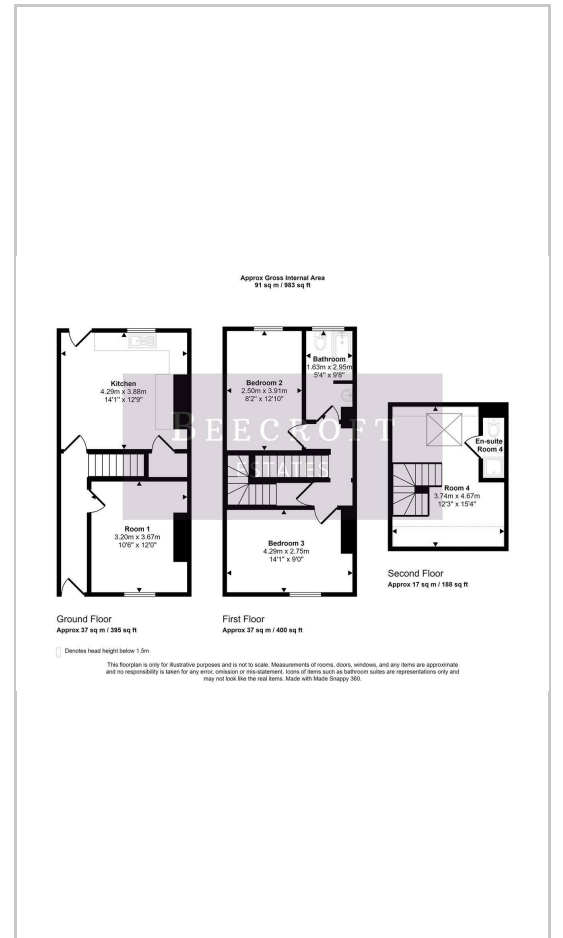 Approx Gross Internal Area
91 sq m / 983 sq ft
Kitchen
4.29m x 3.88m
14'1" x 12'9"
Room 1
3.20m x 3.67m
10'6" x 12'0"
Ground Floor
Approx 37 sq m / 395 sq ft
Bathroom
1.63m x 2.95m
5'4" x 9'8"
Bedroom 2
2.50m x 3.91m
8'2" x 12'10"
Bedroom 3
4.29m x 2.75m
14'1" x 9'0"
First Floor
Approx 37 sq m / 400 sq ft
En-suite
Room 4
Room 4
3.74m x 4.67m
12'3" x 15'4"
Second Floor
Approx 17 sq m / 188 sq ft
BEECROFT
ESTATES
Denotes head height below 1.5m
This floorplan is only for illustrative purposes and is not to scale. Measurements of rooms, doors, windows, and any items are approximate
and no responsibility is taken for any error, omission or mis-statement. Icons of items such as bathroom suites are representations only and
may not look like the real items. Made with Made Snappy 360.